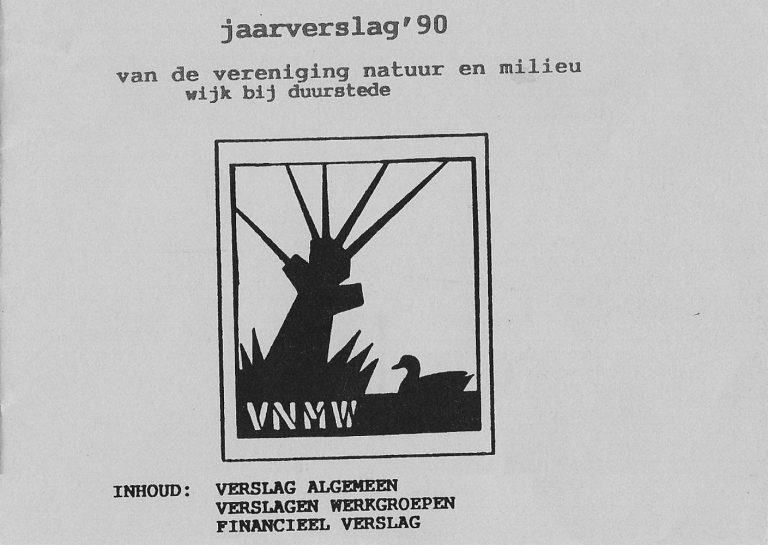 jaarverslag'90
van de vereniging natuur en milieu
wijk bij duurstede
VNMW
INHOUD: VERSLAG ALGEMEEN
VERSLAGEN WERKGROEPEN
FINANCIEEL VERSLAG